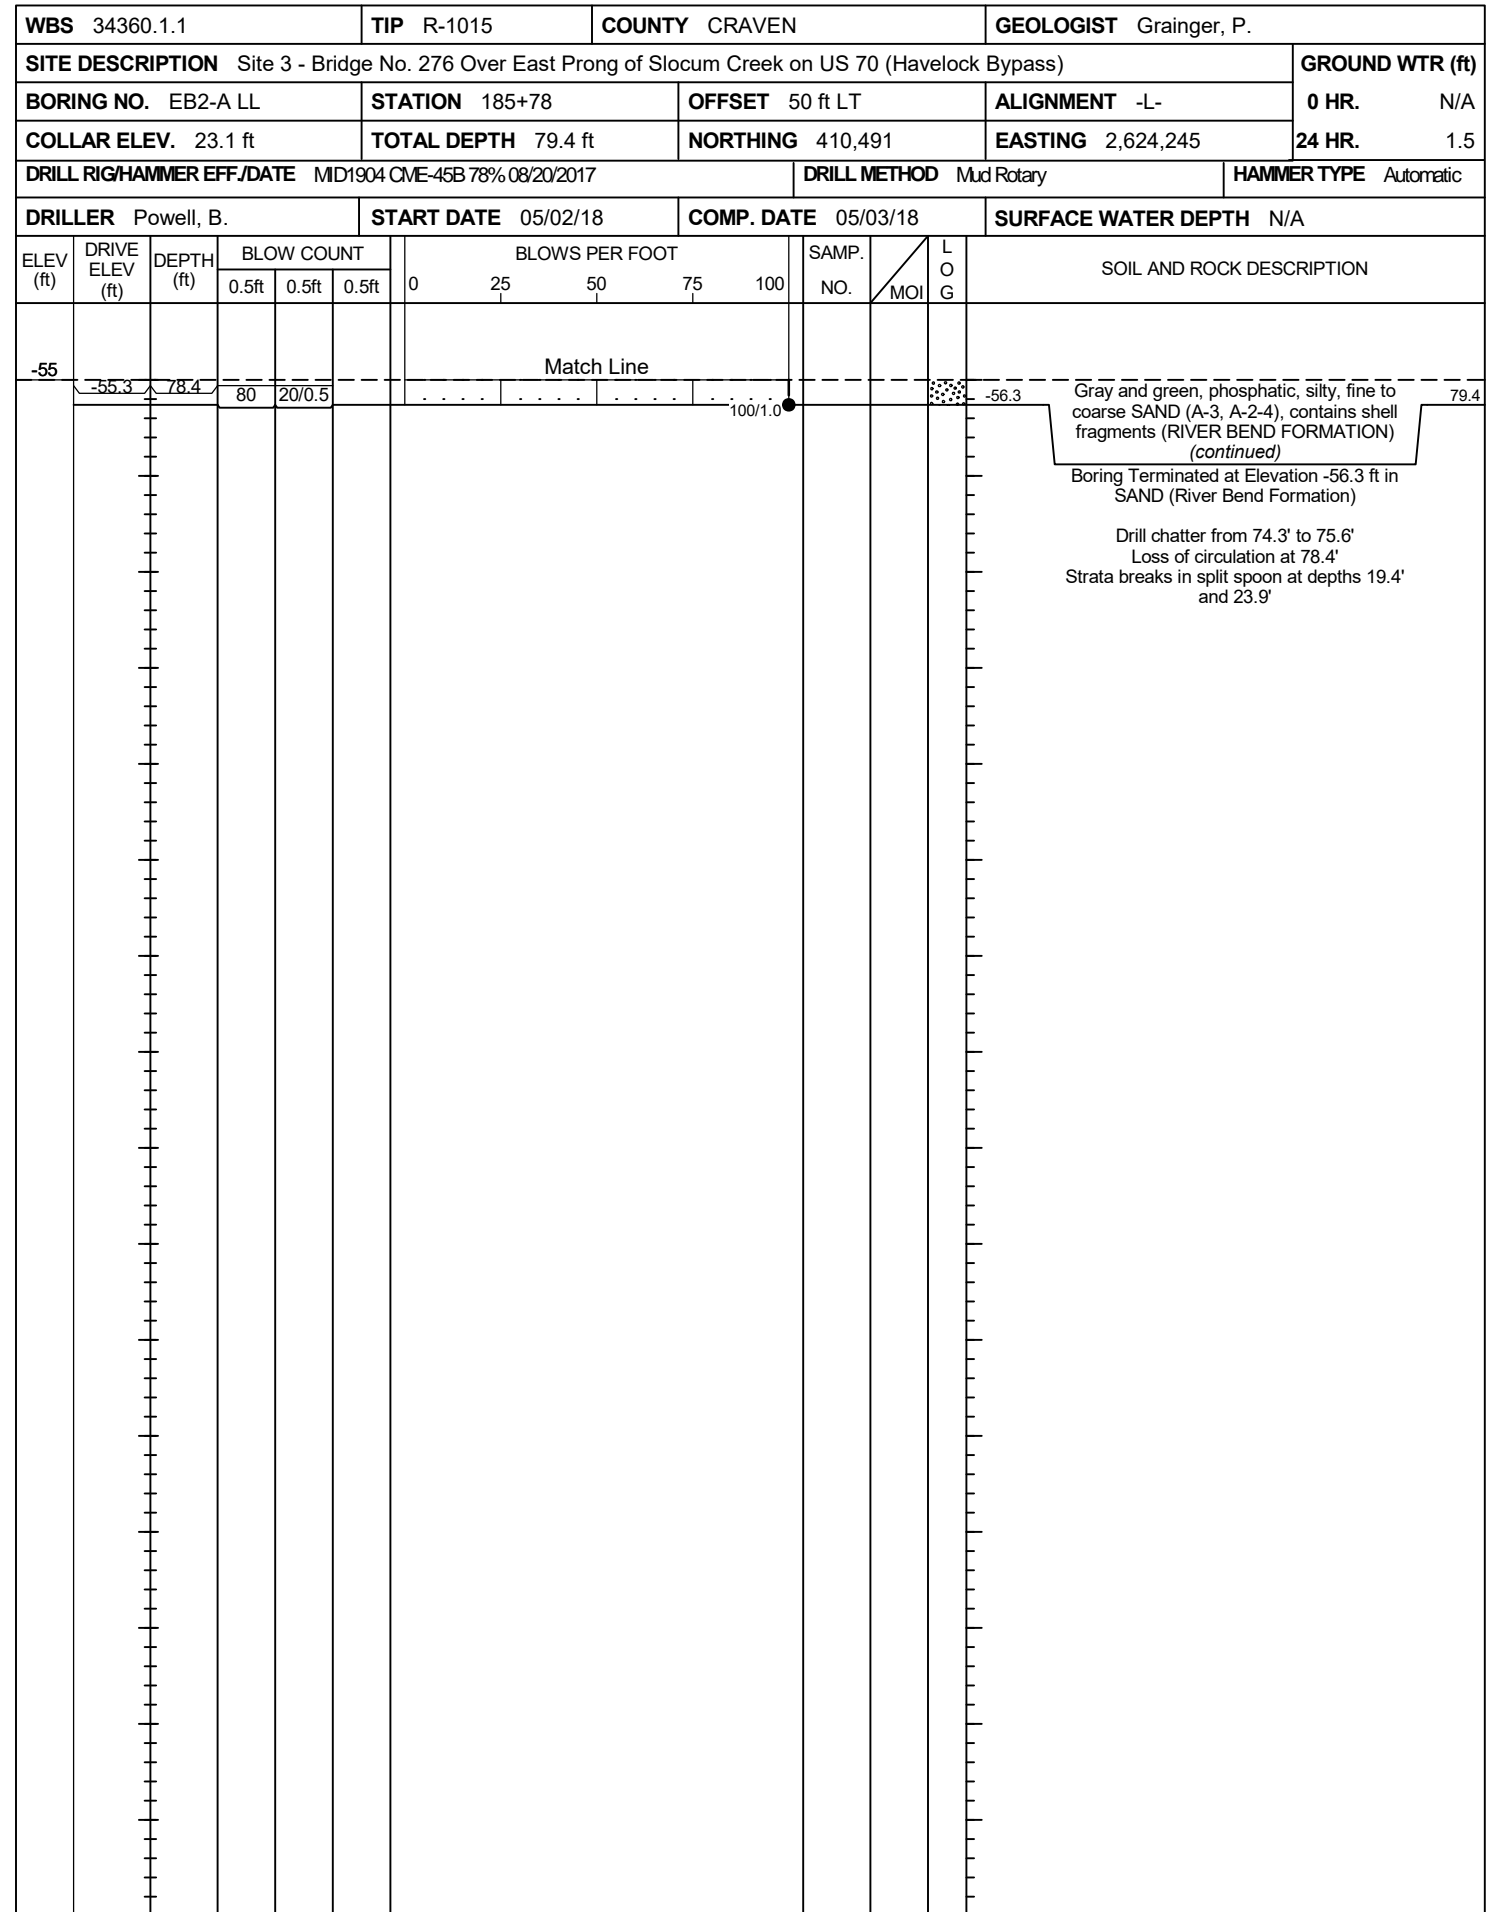 WBS 34360.1.1 TIP R-1015 COUNTY CRAVEN GEOLOGIST Grainger, P.
SITE DESCRIPTION Site 3 - Bridge No. 276 Over East Prong of Slocum Creek on US 70 (Havelock Bypass) GROUND WTR (ft)
BORING NO. EB2-A LL STATION 185+78 OFFSET 50 ft LT ALIGNMENT -L- 0 HR. N/A
COLLAR ELEV. 23.1 ft TOTAL DEPTH 79.4 ft NORTHING 410,491 EASTING 2,624,245 24 HR. 1.5
DRILL RIG/HAMMER EFF./DATE MID1904 CME-45B 78% 08/20/2017 DRILL METHOD Mud Rotary HAMMER TYPE Automatic
DRILLER Powell, B. START DATE 05/02/18 COMP. DATE 05/03/18 SURFACE WATER DEPTH N/A
ELEV (ft) DRIVE ELEV (ft) DEPTH (ft) BLOW COUNT BLOWS PER FOOT SAMP. NO. MOI LOG SOIL AND ROCK DESCRIPTION
0.5ft 0.5ft 0.5ft 0 25 50 75 100
-55 Match Line
-55.3 78.4 80 20/0.5 100/1.0
-56.3 Gray and green, phosphatic, silty, fine to 79.4
coarse SAND (A-3, A-2-4), contains shell
fragments (RIVER BEND FORMATION)
(continued)
Boring Terminated at Elevation -56.3 ft in
SAND (River Bend Formation)
Drill chatter from 74.3' to 75.6'
Loss of circulation at 78.4'
Strata breaks in split spoon at depths 19.4'
and 23.9'